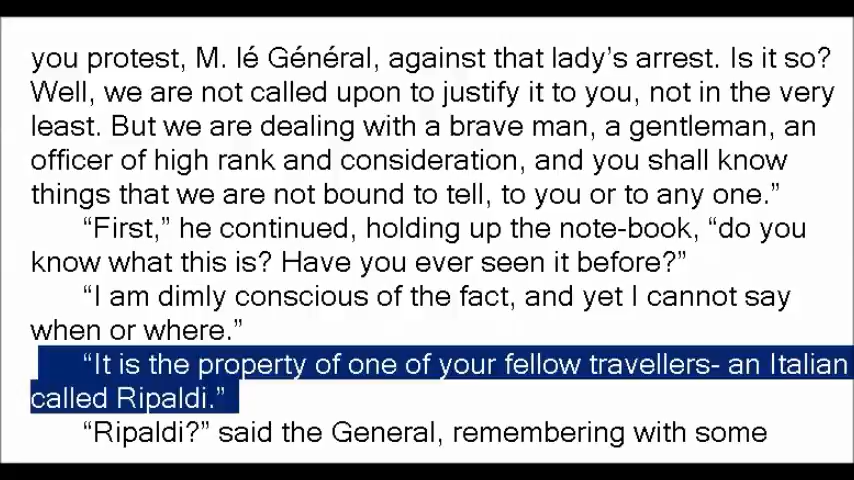 you protest, M. lé Général, against that lady’s arrest. Is it so?
Well, we are not called upon to justify it to you, not in the very
least. But we are dealing with a brave man, a gentleman, an
officer of high rank and consideration, and you shall know
things that we are not bound to tell, to you or to any one.”
“First,” he continued, holding up the note-book, “do you
know what this is? Have you ever seen it before?”
“I am dimly conscious of the fact, and yet I cannot say
when or where.”
“It is the property of one of your fellow travellers- an Italian
called Ripaldi.”
“Ripaldi?” said the General, remembering with some